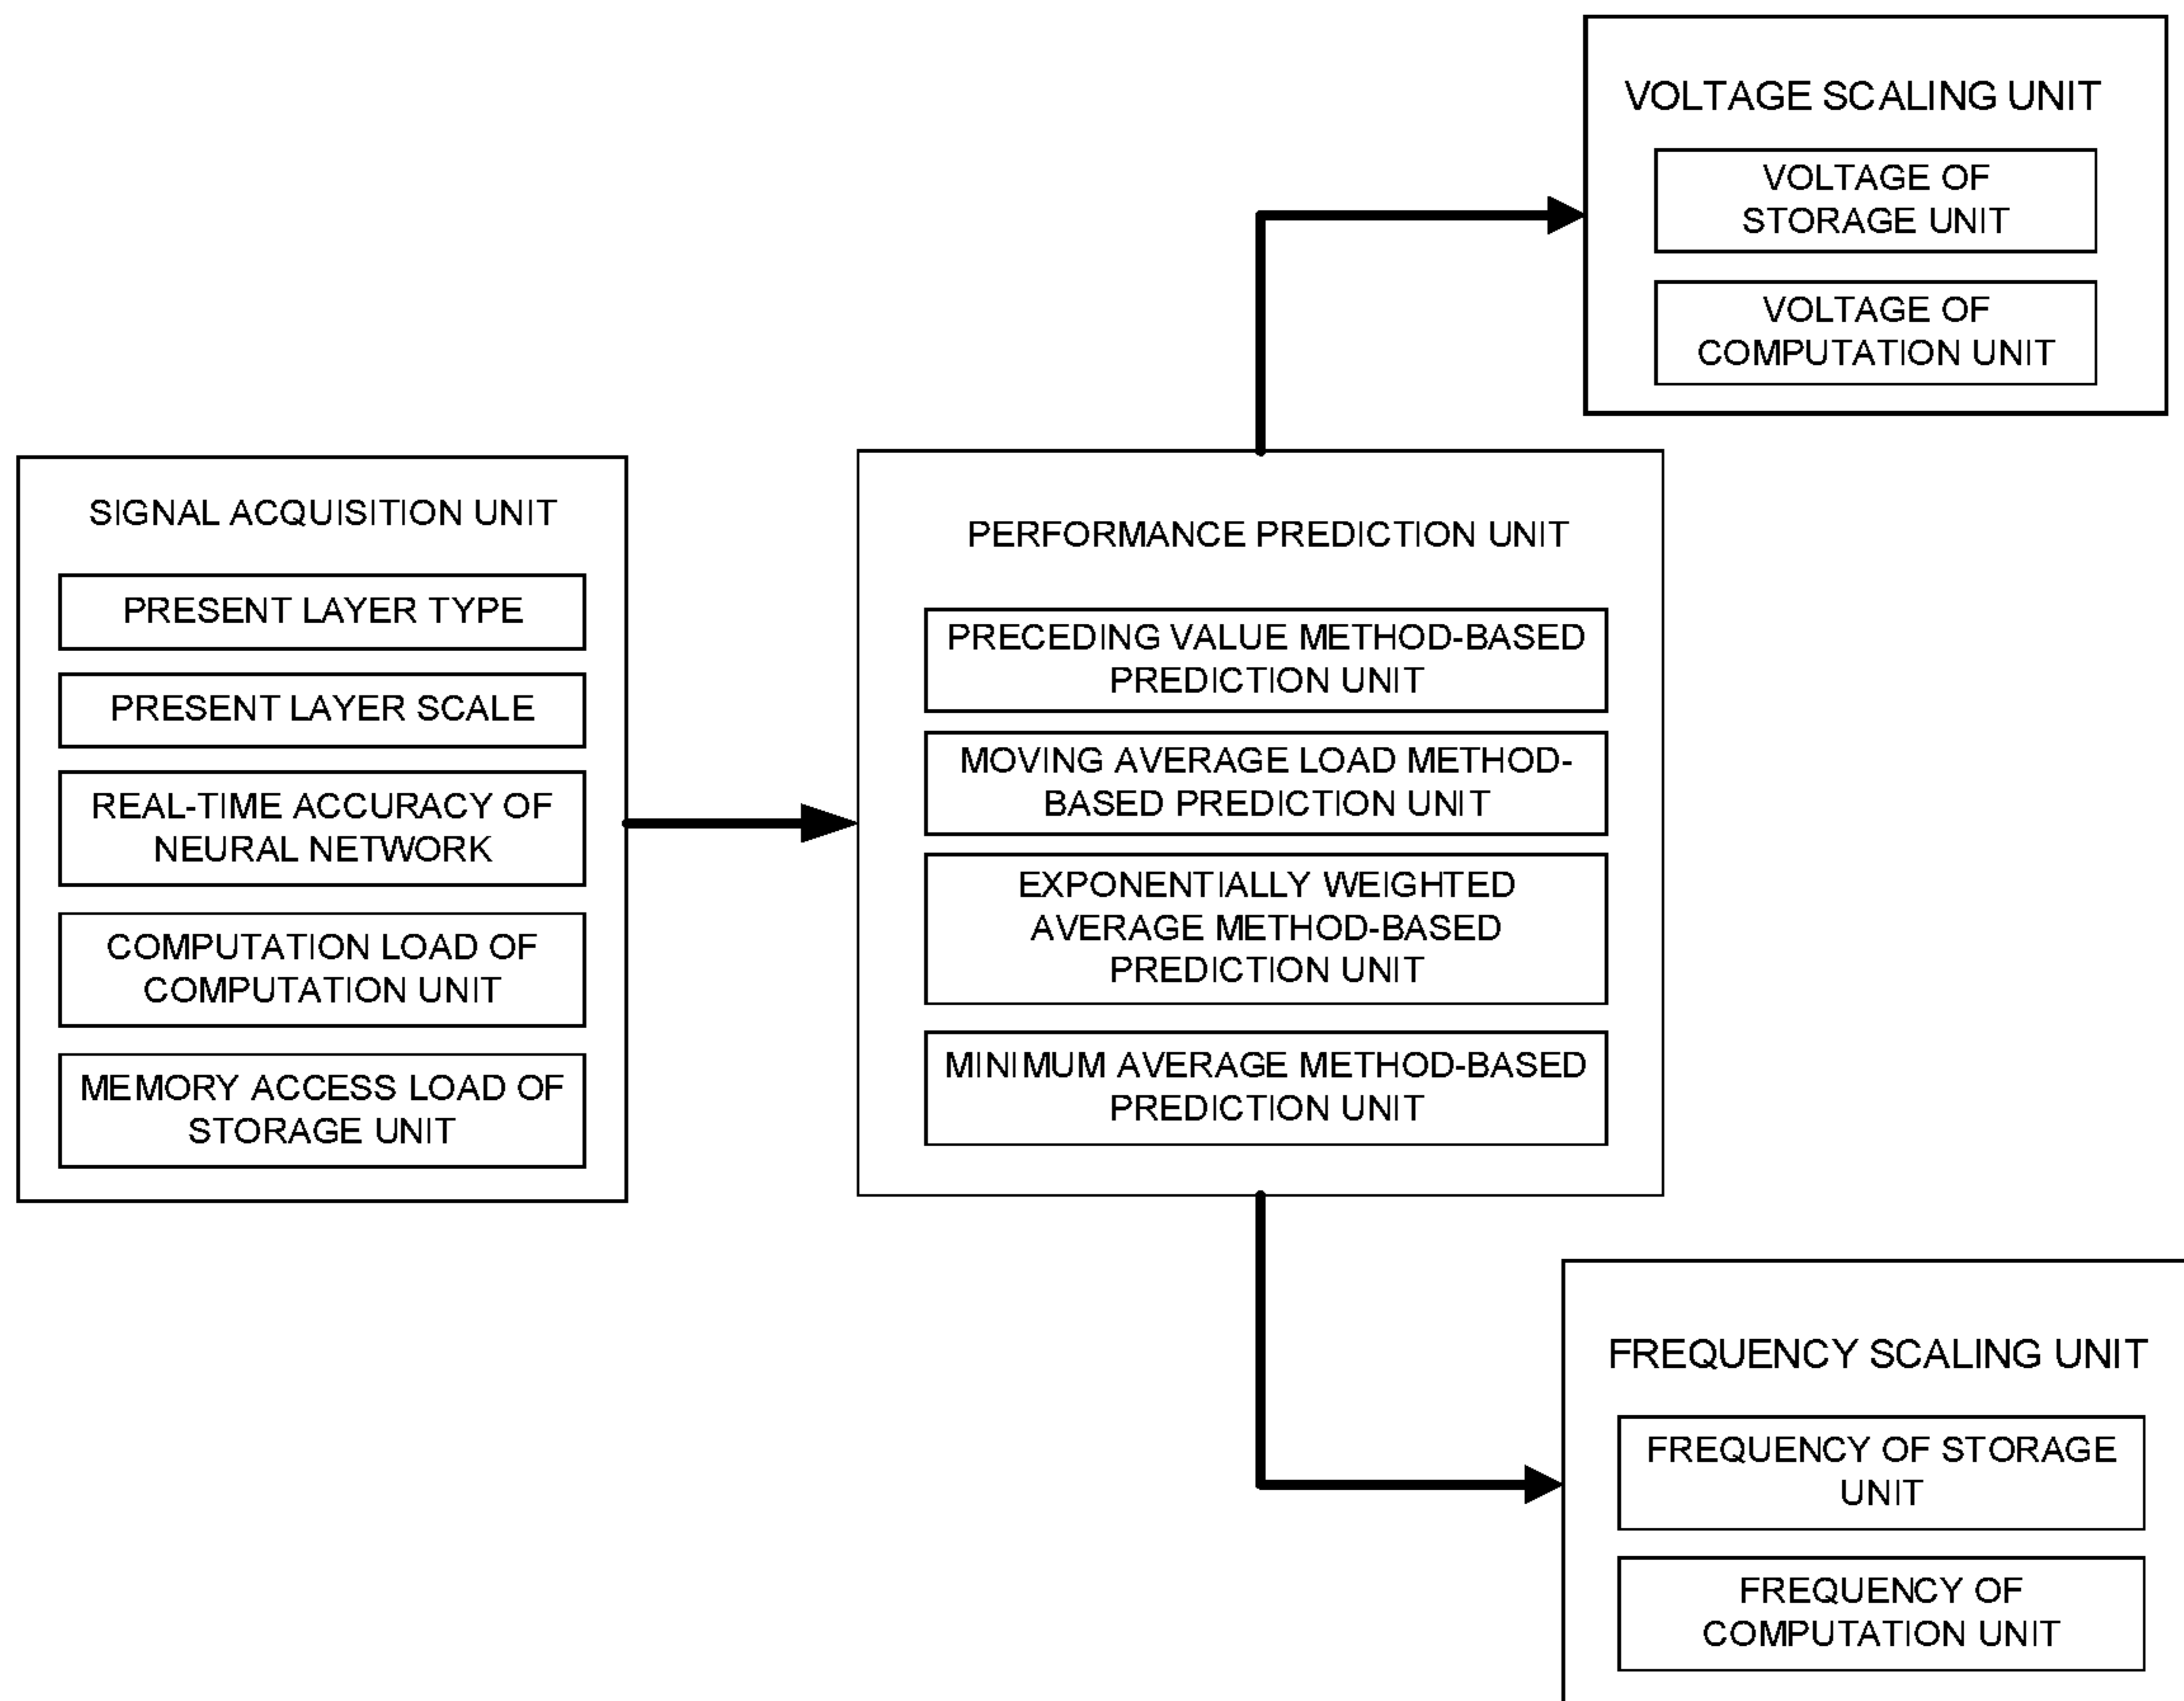 VOLTAGE SCALING UNIT
VOLTAGE OF
STORAGE UNIT
VOLTAGE OF
COMPUTATION UNIT
SIGNAL ACQUISITION UNIT
PRESENT LAYER TYPE
PRESENT LAYER SCALE
REAL-TIME ACCURACY OF
NEURAL NETWORK
COMPUTATION LOAD OF
COMPUTATION UNIT
MEMORY ACCESS LOAD OF
STORAGE UNIT
PERFORMANCE PREDICTION UNIT
PRECEDING VALUE METHOD-BASED
PREDICTION UNIT
MOVING AVERAGE LOAD METHOD-
BASED PREDICTION UNIT
EXPONENTIALLY WEIGHTED
AVERAGE METHOD-BASED
PREDICTION UNIT
MINIMUM AVERAGE METHOD-BASED
PREDICTION UNIT
FREQUENCY SCALING UNIT
FREQUENCY OF STORAGE
UNIT
FREQUENCY OF
COMPUTATION UNIT